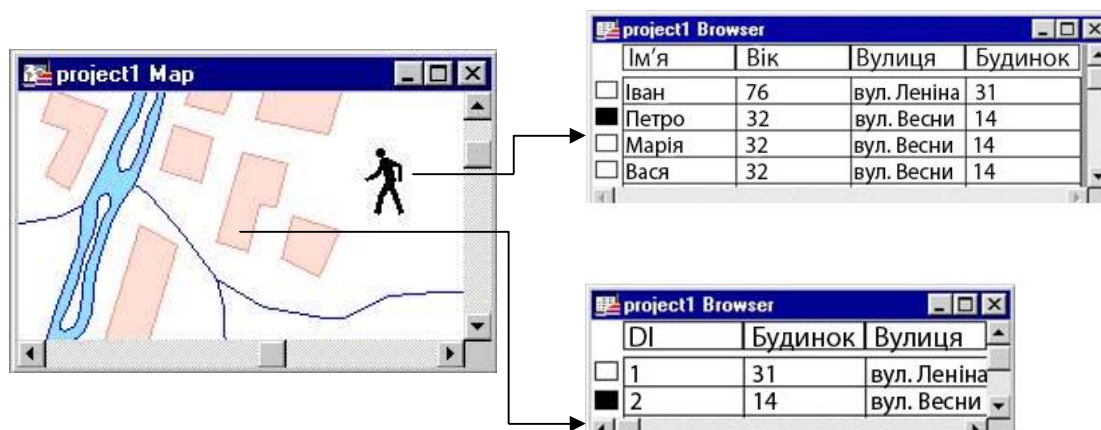 project1 Map
project1 Browser
Ім’я Вік Вулиця Будинок
Іван 76 вул. Леніна 31
Петро 32 вул. Весни 14
Марія 32 вул. Весни 14
Вася 32 вул. Весни 14
project1 Browser
DI Будинок Вулиця
1 31 вул. Леніна
2 14 вул. Весни